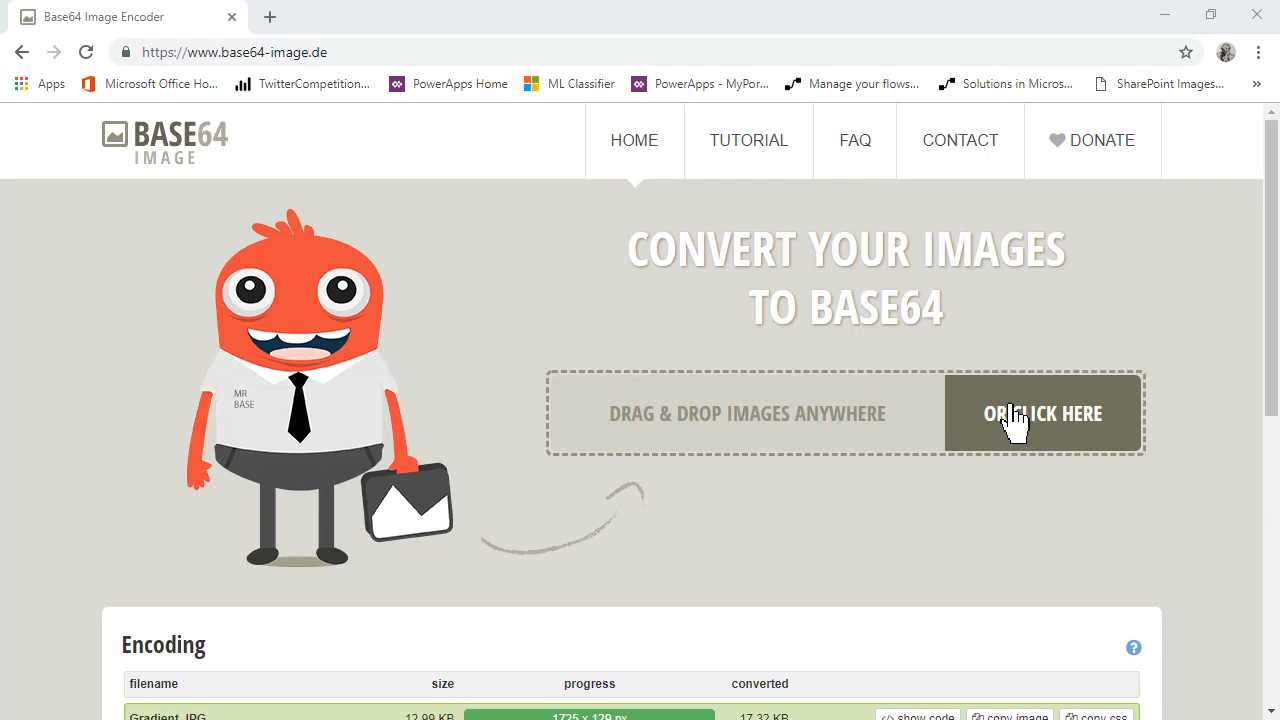 Base64 Image Encoder
https://www.base64-image.de
Apps
Microsoft Office Ho...
TwitterCompetition...
PowerApps Home
ML Classifier
PowerApps - MyPor...
Manage your flows...
Solutions in Micros...
SharePoint Images...
BASE64
IMAGE
HOME
TUTORIAL
FAQ
CONTACT
DONATE
CONVERT YOUR IMAGES
TO BASE64
MR
BASE
DRAG & DROP IMAGES ANYWHERE
OR CLICK HERE
Encoding
filename size progress converted
Gradient.JPG 12.99 KB 1725 x 129 px 17.32 KB </> show code copy image copy css